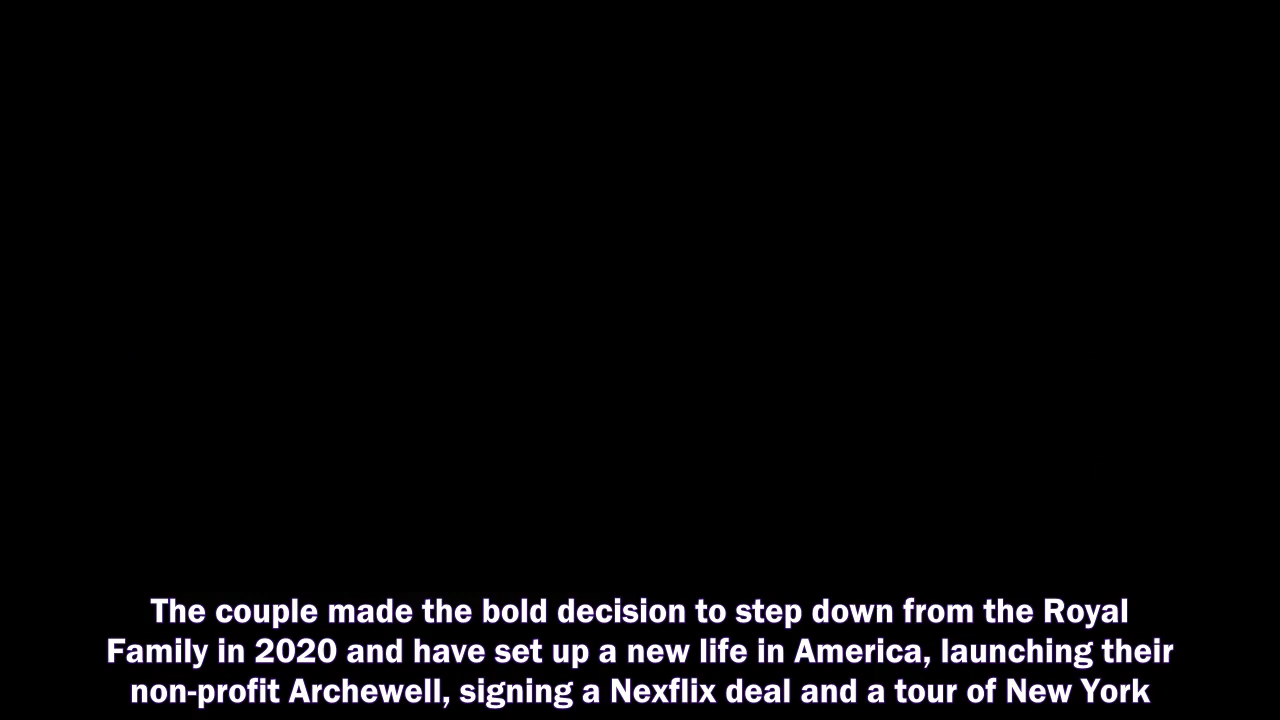 The couple made the bold decision to step down from the Royal
Family in 2020 and have set up a new life in America, launching their
non-profit Archewell, signing a Nexflix deal and a tour of New York